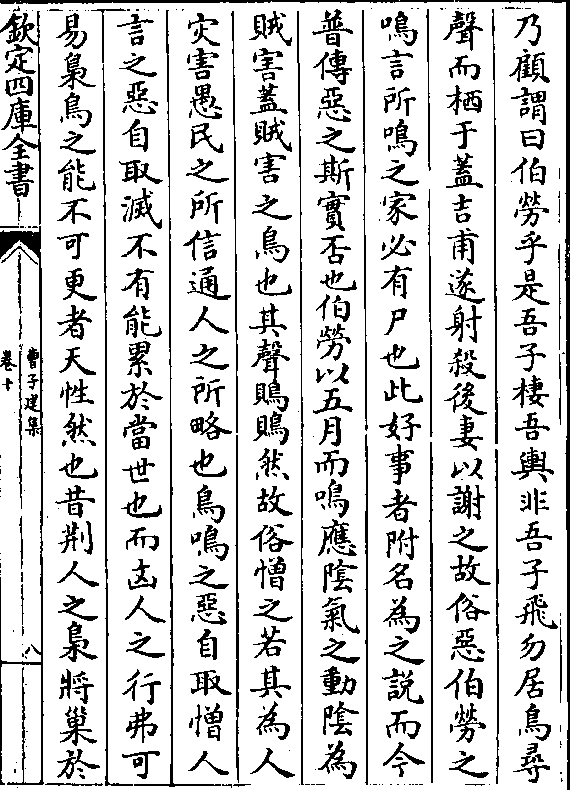 乃顧謂曰伯勞乎是吾子棲吾輿非吾子飛勿居鳥尋
聲而栖于蓋吉甫遂射殺後妻以謝之故俗惡伯勞之
鳴言所鳴之家必有尸也此好事者附名為之說而今
普傳惡之斯實否也伯勞以五月而鳴應陰氣之動陰為
賊害蓋賊害之鳥也其聲鵙鵙然故俗憎之若其為人
灾害愚民之所信通人之所略也鳥鳴之惡自取憎人
言之惡自取滅不有能累於當世也而凶人之行弗可
易梟鳥之能不可更者天性然也昔荆人之梟將巢於
欽定四庫全書
曹子建集
卷十
八